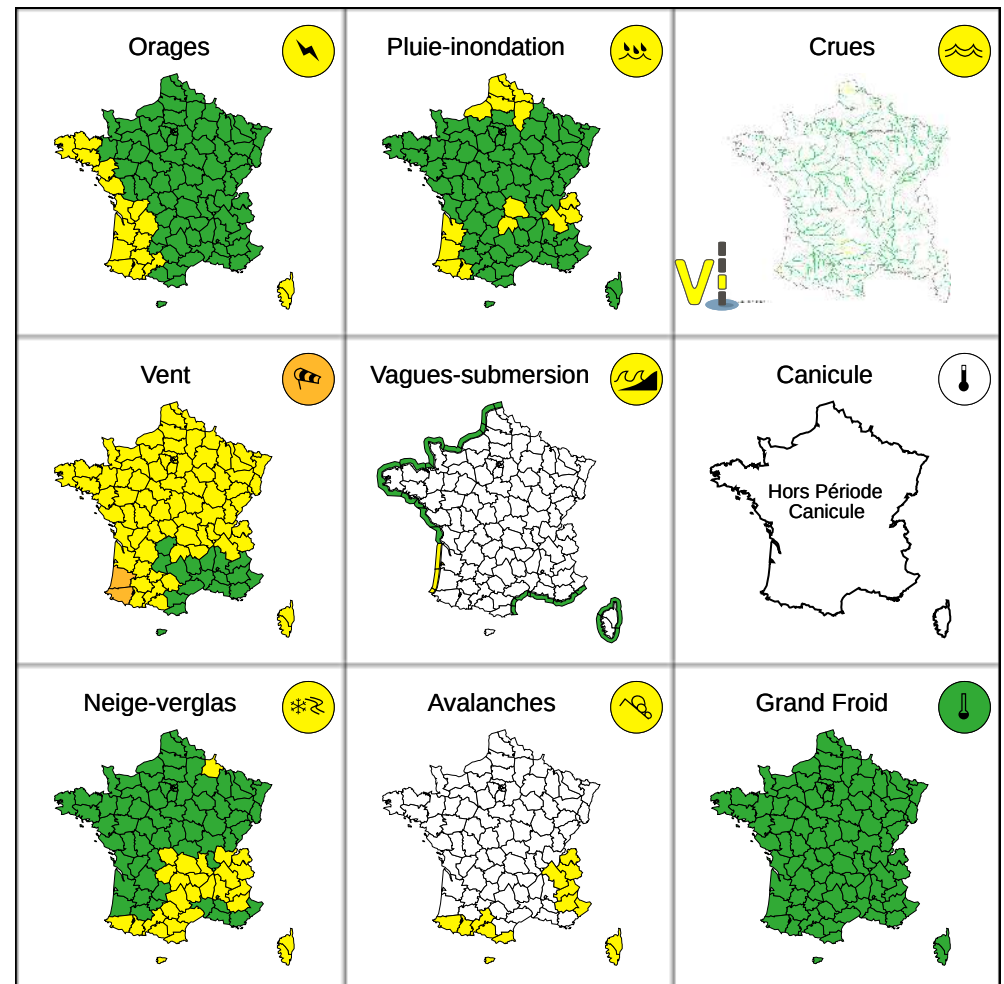 Orages
Pluie-inondation
Crues
Vent
Vagues-submersion
Canicule
Hors Période
Canicule
Neige-verglas
Avalanches
Grand Froid